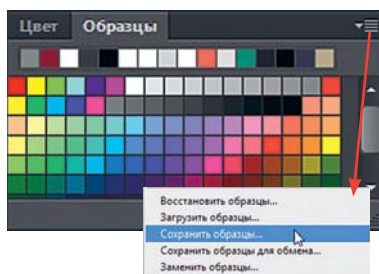 Цвет Образцы
Восстановить образцы...
Загрузить образцы...
Сохранить образцы...
Сохранить образцы для обмена...
Заменить образцы...